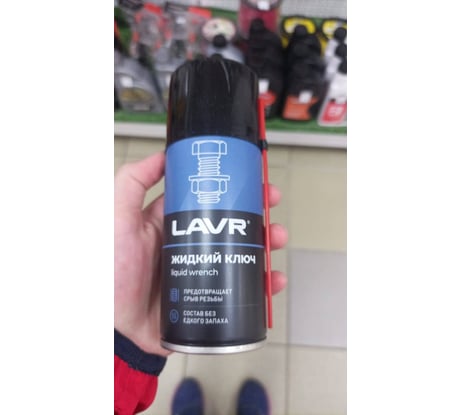 LAVR®
ЖИДКИЙ КЛЮЧ
liquid wrench
ПРЕДОТВРАЩАЕТ
СРЫВ РЕЗЬБЫ
СОСТАВ БЕЗ
ЕДКОГО ЗАПАХА